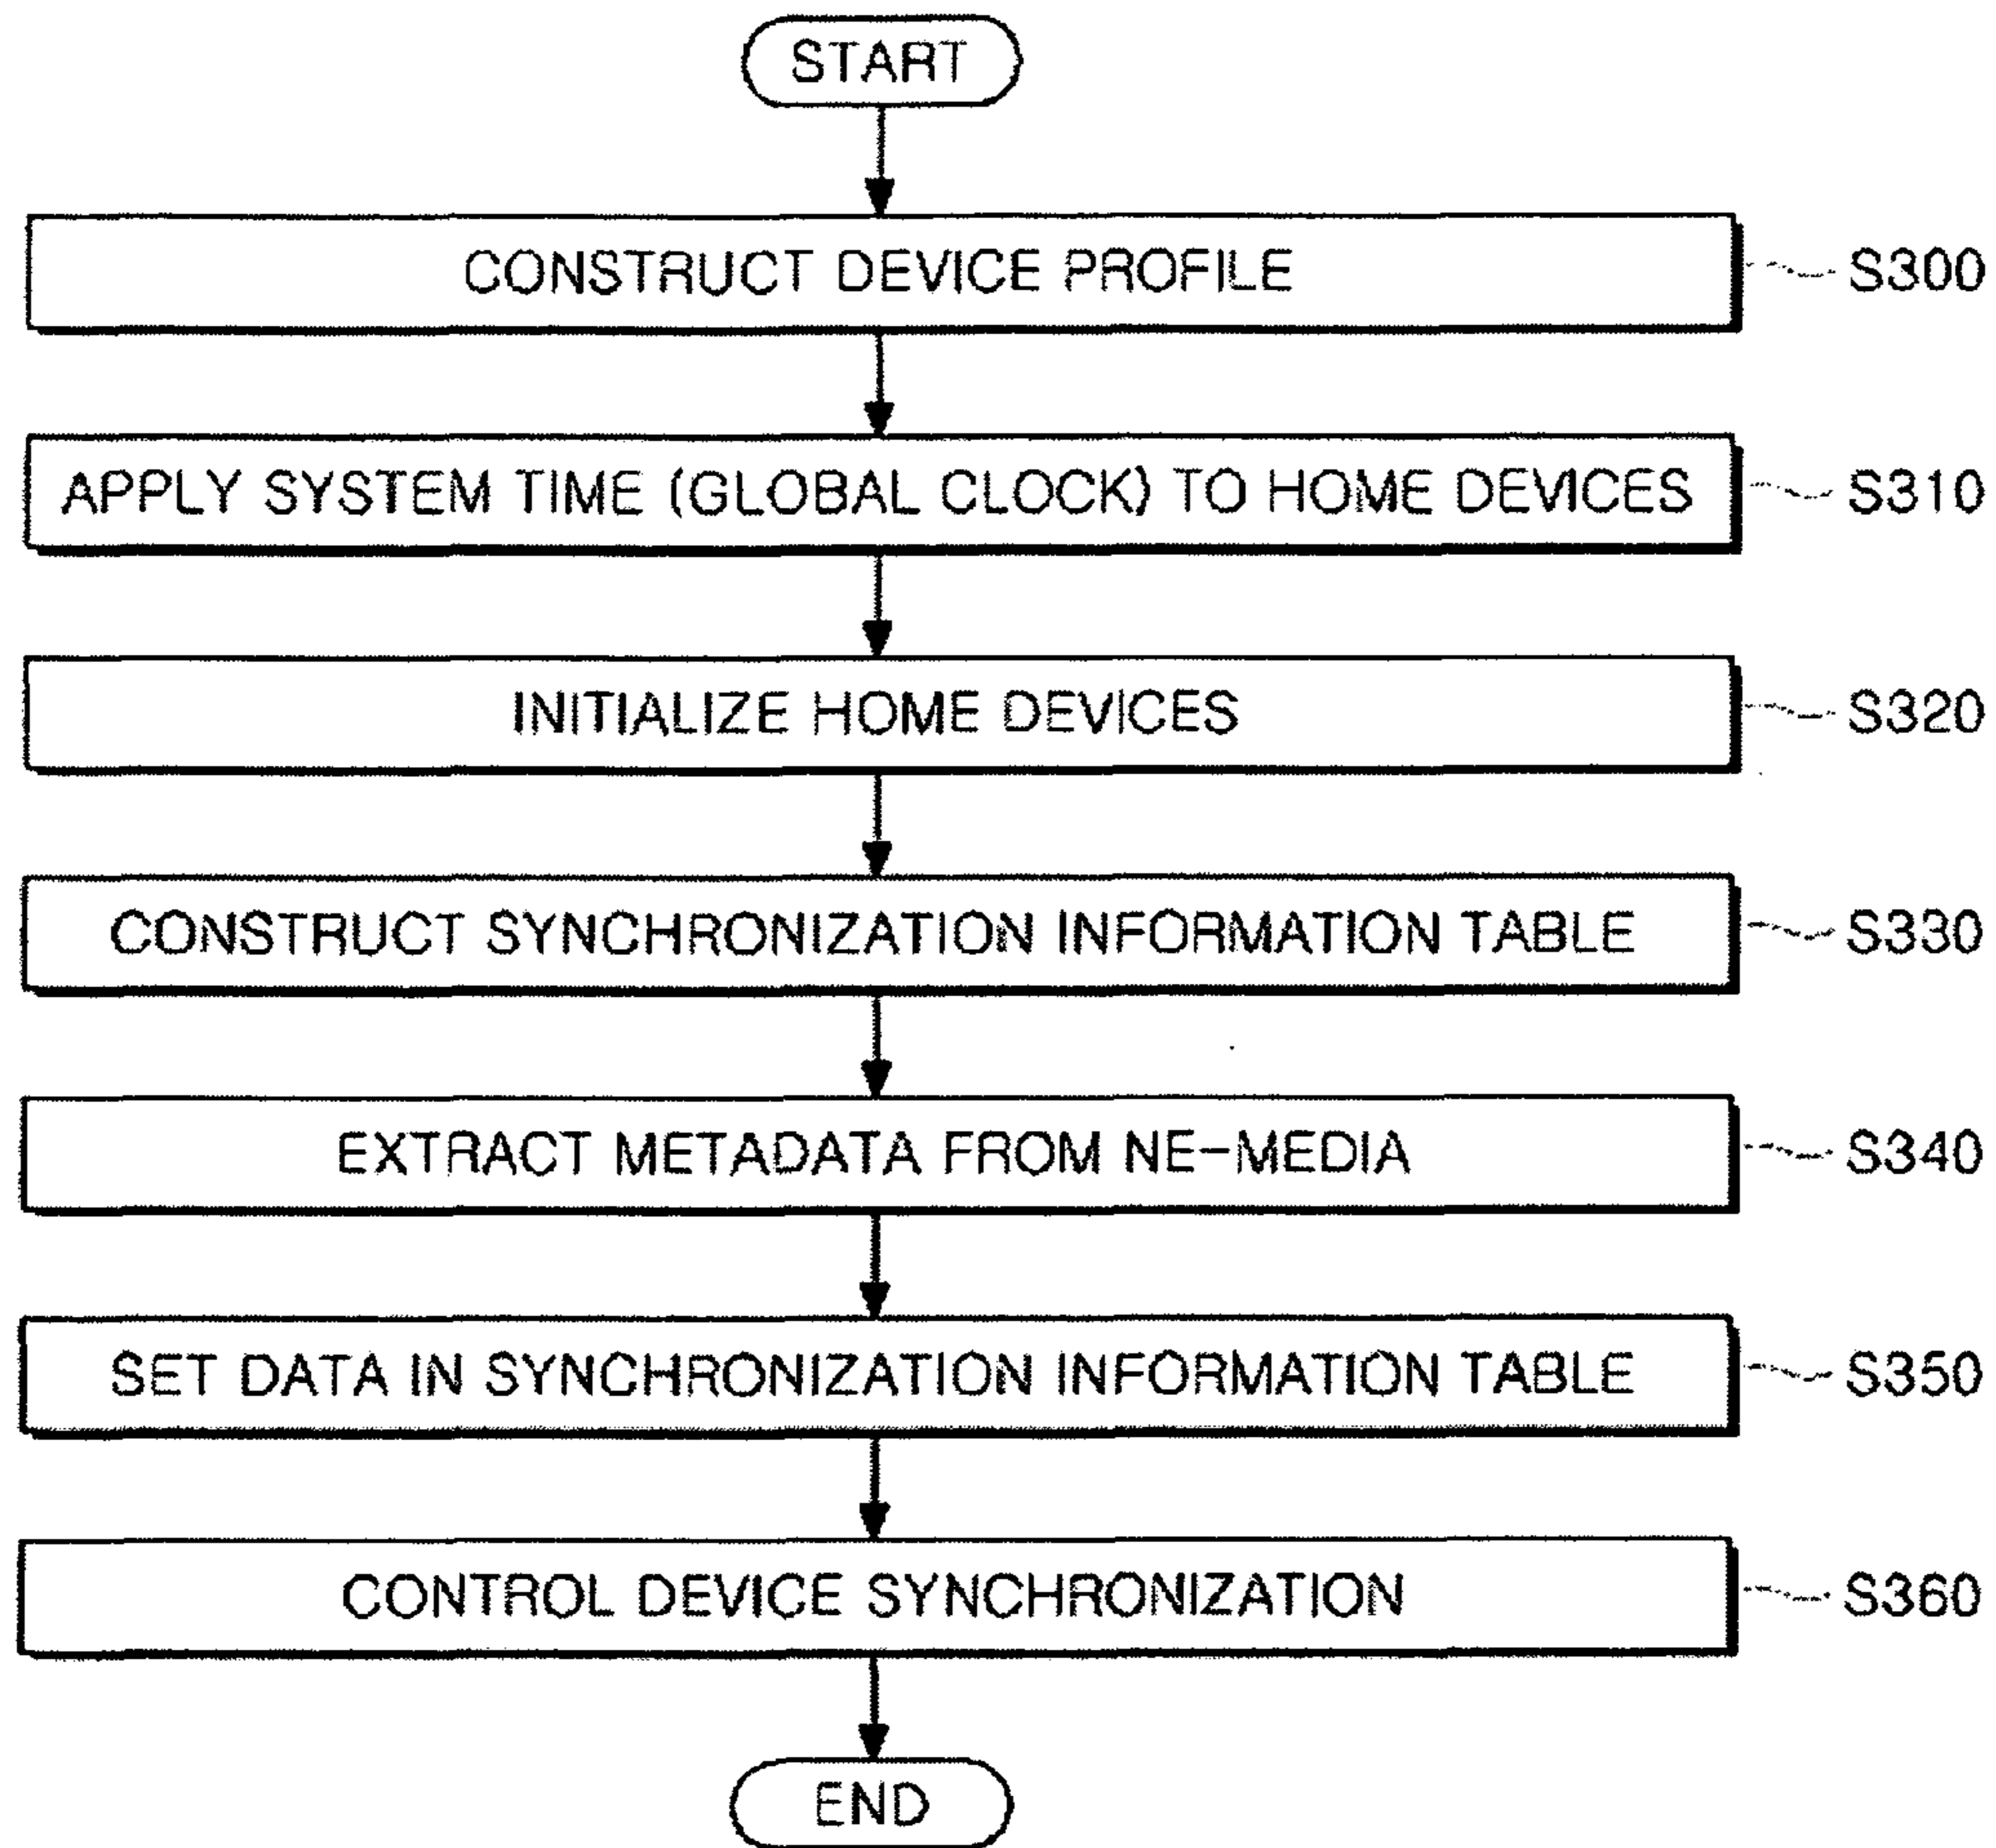 START
CONSTRUCT DEVICE PROFILE
S300
APPLY SYSTEM TIME (GLOBAL CLOCK) TO HOME DEVICES
S310
INITIALIZE HOME DEVICES
S320
CONSTRUCT SYNCHRONIZATION INFORMATION TABLE
S330
EXTRACT METADATA FROM NE-MEDIA
S340
SET DATA IN SYNCHRONIZATION INFORMATION TABLE
S350
CONTROL DEVICE SYNCHRONIZATION
S360
END